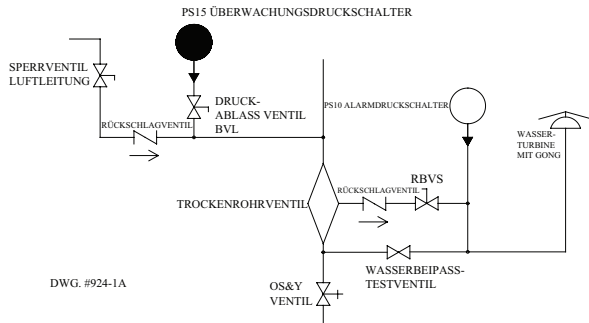 PS15 ÜBERWACHUNGSDRUCKSCHALTER
SPERRVENTIL
LUFTLEITUNG
DRUCK-
ABLASS VENTIL
BVL
RÜCKSCHLAGVENTIL
PS10 ALARMDRUCKSCHALTER
WASSER-
TURBINE
MIT GONG
RBVS
RÜCKSCHLAGVENTIL
TROCKENROHRVENTIL
WASSERBEIPASS-
TESTVENTIL
DWG. #924-1A
OS&Y
VENTIL